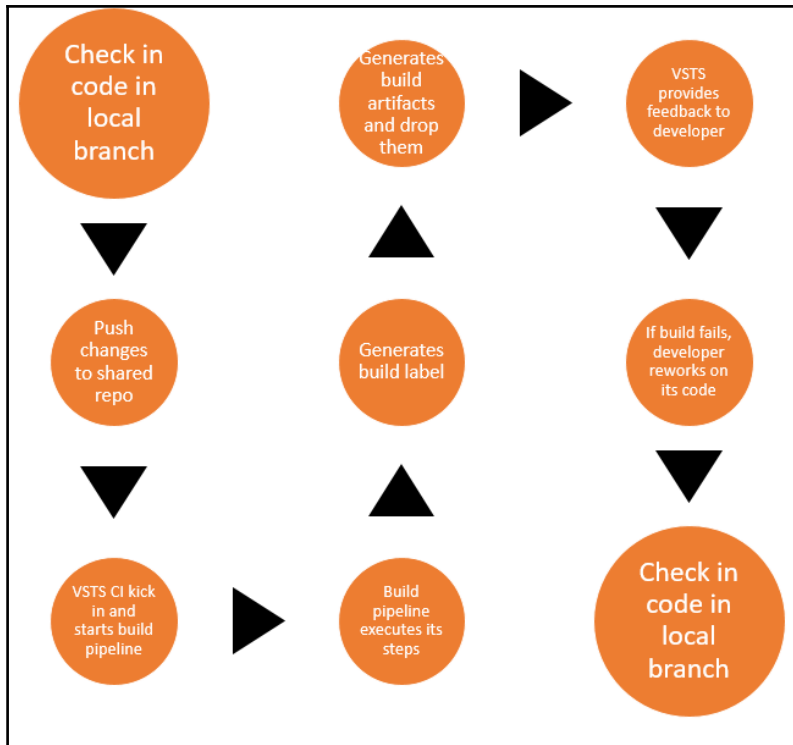 Check in
code in
local
branch
Push
changes
to shared
repo
VSTS CI kick
in and
starts build
pipeline
Build
pipeline
executes its
steps
Generates
build label
Generates
build
artifacts
and drop
them
VSTS
provides
feedback to
developer
If build fails,
developer
reworks on
its code
Check in
code in
local
branch